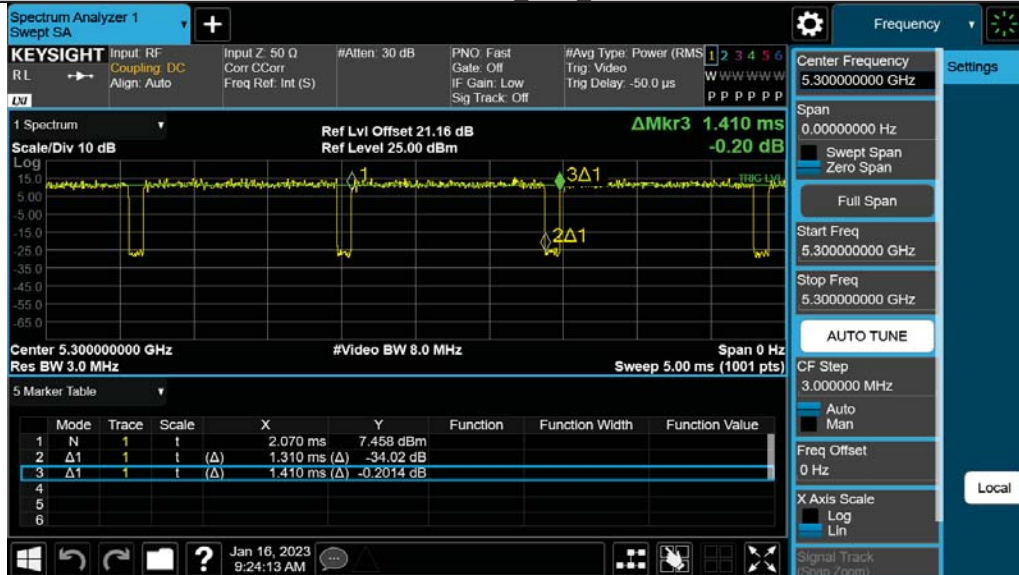 Spectrum Analyzer 1
Swept SA
+
Frequency
KEYSIGHT
RL
LXI
Input: RF
Coupling: DC
Align: Auto
Input Z: 50 Ω
Corr CCorr
Freq Ref: Int (S)
#Atten: 30 dB
PNO: Fast
Gate: Off
IF Gain: Low
Sig Track: Off
#Avg Type: Power (RMS
Trig: Video
Trig Delay: -50.0 µs
1 2 3 4 5 6
W W W W W W
P P P P P P
1 Spectrum
Scale/Div 10 dB
Ref Lvl Offset 21.16 dB
Ref Level 25.00 dBm
ΔMkr3 1.410 ms
-0.20 dB
Log
15.0
5.00
-5.00
-15.0
-25.0
-35.0
-45.0
-55.0
-65.0
1
3Δ1
2Δ1
TRIG LVL
Center 5.300000000 GHz
Res BW 3.0 MHz
#Video BW 8.0 MHz
Span 0 Hz
Sweep 5.00 ms (1001 pts)
5 Marker Table
Mode Trace Scale X Y Function Function Width Function Value
1 N 1 t 2.070 ms 7.458 dBm
2 Δ1 1 t (Δ) 1.310 ms (Δ) -34.02 dB
3 Δ1 1 t (Δ) 1.410 ms (Δ) -0.2014 dB
4
5
6
?
Jan 16, 2023
9:24:13 AM
Center Frequency
5.300000000 GHz
Span
0.00000000 Hz
Swept Span
Zero Span
Full Span
Start Freq
5.300000000 GHz
Stop Freq
5.300000000 GHz
AUTO TUNE
CF Step
3.000000 MHz
Auto
Man
Freq Offset
0 Hz
X Axis Scale
Log
Lin
Signal Track
(Span Zoom)
Settings
Local